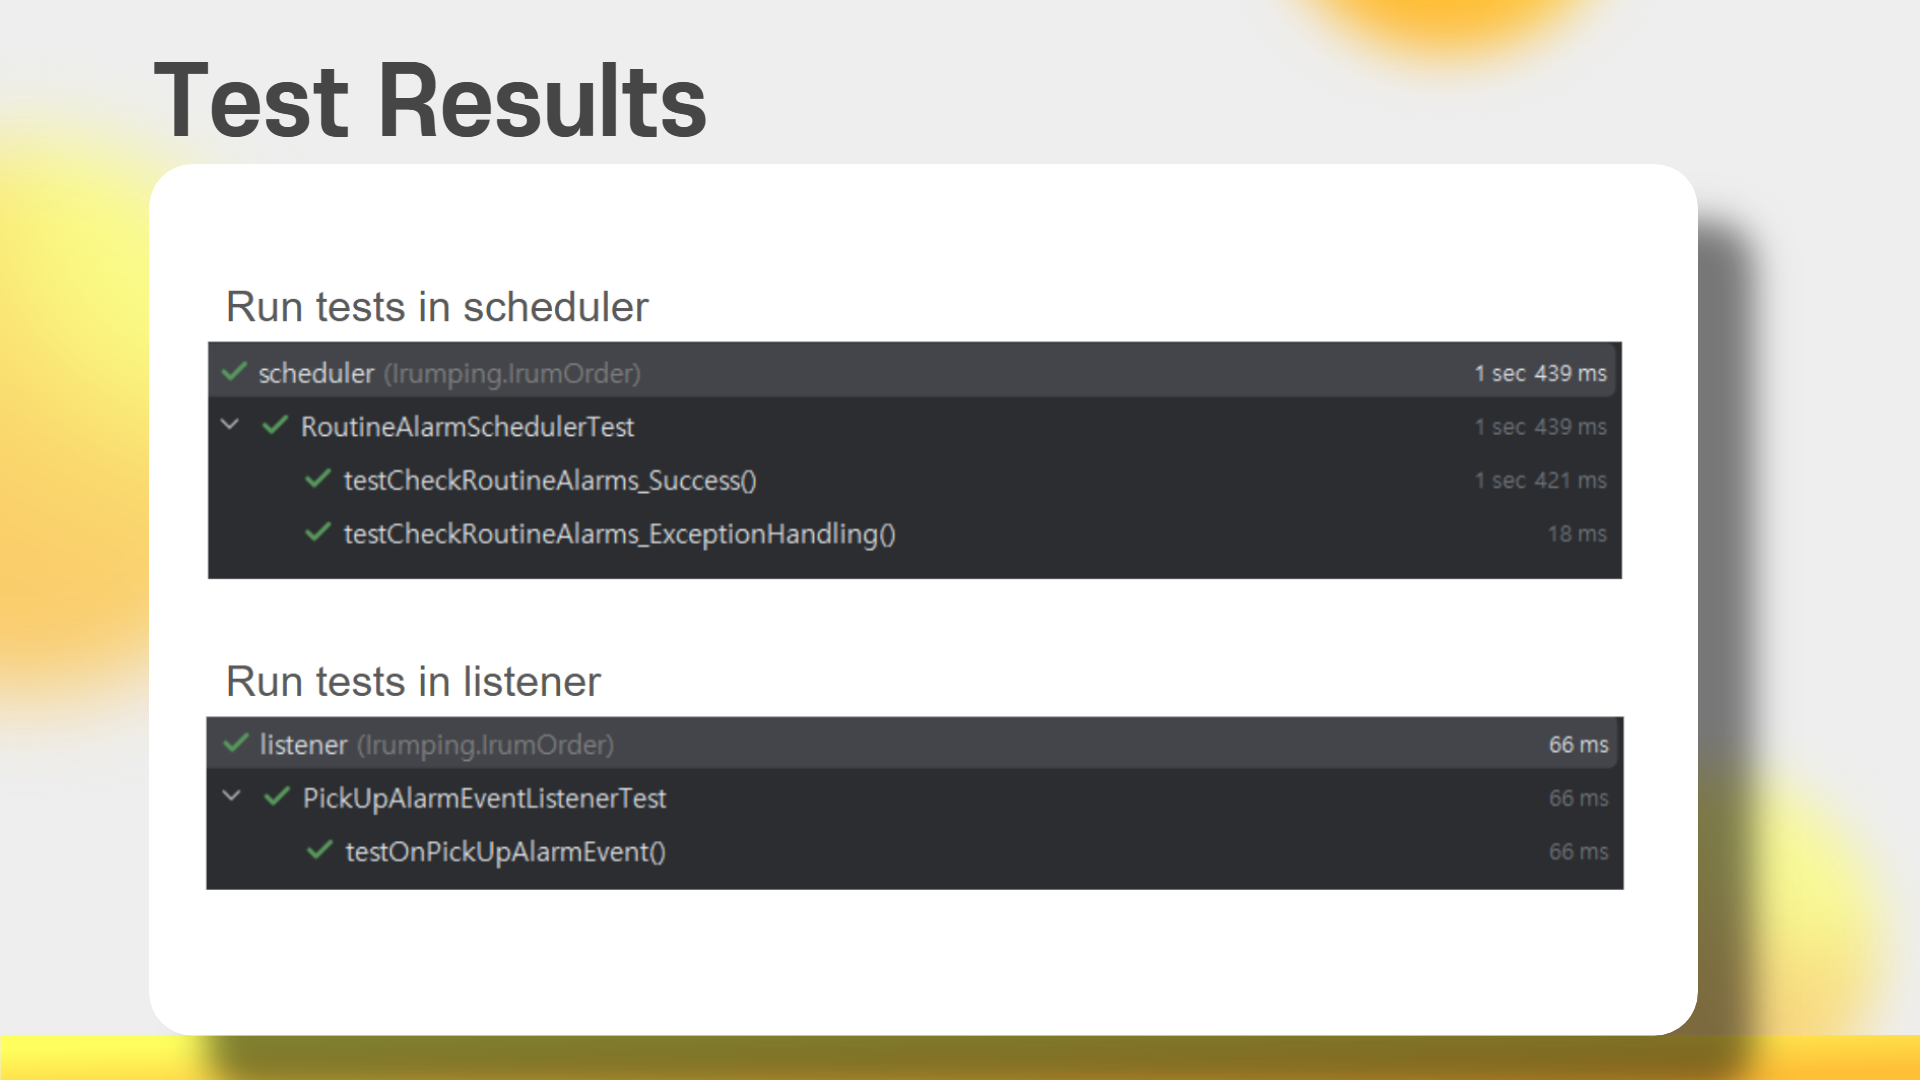 Test Results
Run tests in scheduler
scheduler (Irumping.IrumOrder) 1 sec 439 ms
RoutineAlarmSchedulerTest 1 sec 439 ms
testCheckRoutineAlarms_Success() 1 sec 421 ms
testCheckRoutineAlarms_ExceptionHandling() 18 ms
Run tests in listener
listener (Irumping.IrumOrder) 66 ms
PickUpAlarmEventListenerTest 66 ms
testOnPickUpAlarmEvent() 66 ms